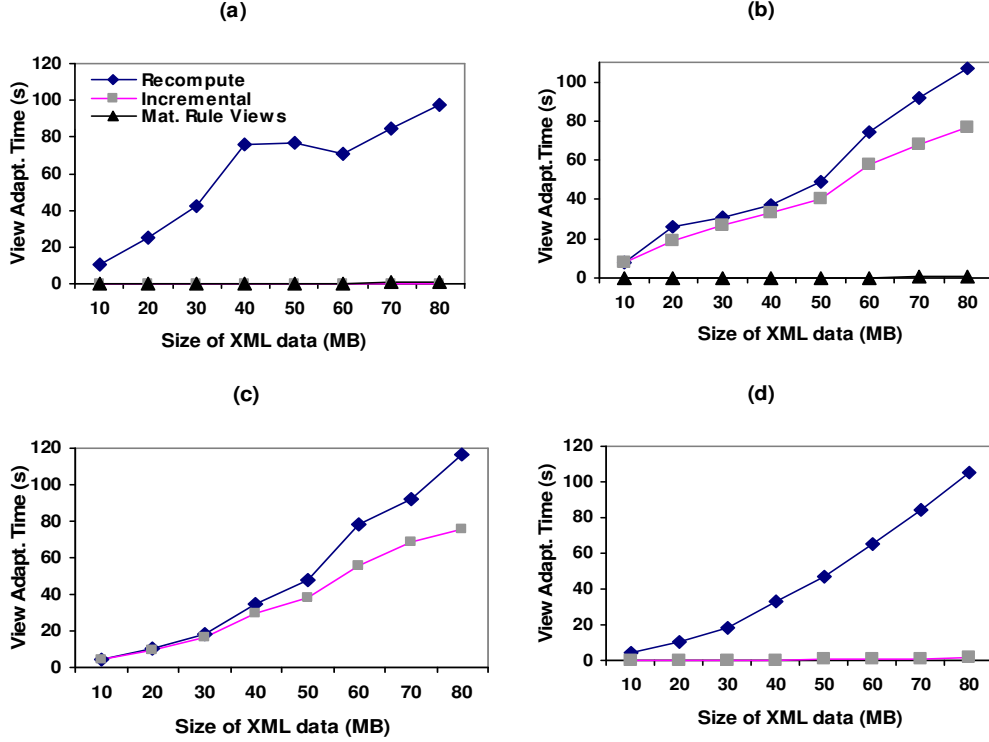 (a)
View Adapt. Time (s)
120
100
80
60
40
20
0
Recompute
Incremental
Mat. Rule Views
10 20 30 40 50 60 70 80
Size of XML data (MB)
(b)
View Adapt.Time (s)
100
80
60
40
20
0
10 20 30 40 50 60 70 80
Size of XML data (MB)
(c)
View Adapt. Time (s)
120
100
80
60
40
20
0
10 20 30 40 50 60 70 80
Size of XML data (MB)
(d)
View Adapt. Time (s)
120
100
80
60
40
20
0
10 20 30 40 50 60 70 80
Size of XML data (MB)